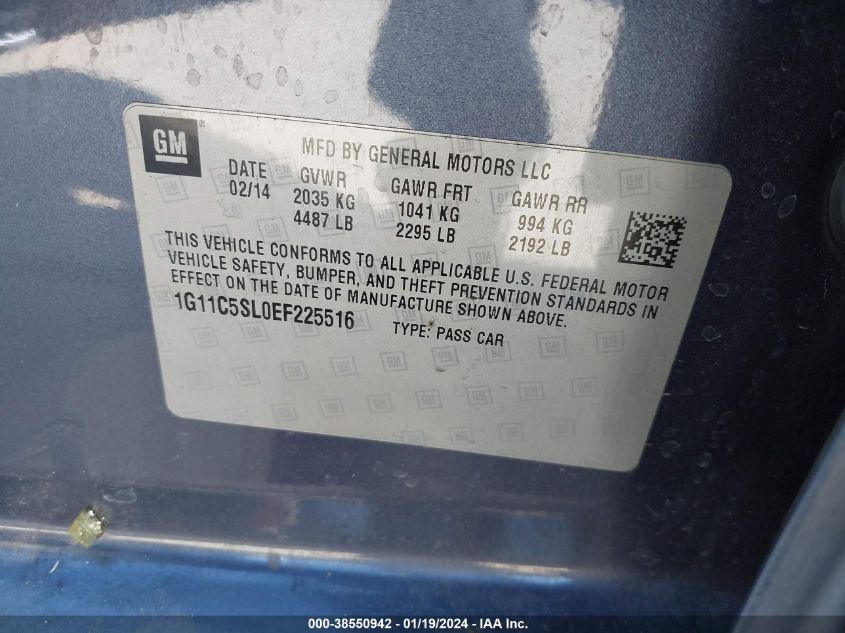 GM ®
MFD BY GENERAL MOTORS LLC
DATE GVWR GAWR FRT GAWR RR
02/14 2035 KG 1041 KG 994 KG
4487 LB 2295 LB 2192 LB
THIS VEHICLE CONFORMS TO ALL APPLICABLE U.S. FEDERAL MOTOR
VEHICLE SAFETY, BUMPER, AND THEFT PREVENTION STANDARDS IN
EFFECT ON THE DATE OF MANUFACTURE SHOWN ABOVE.
1G11C5SL0EF225516 TYPE: PASS CAR
000-38550942 - 01/19/2024 - IAA Inc.